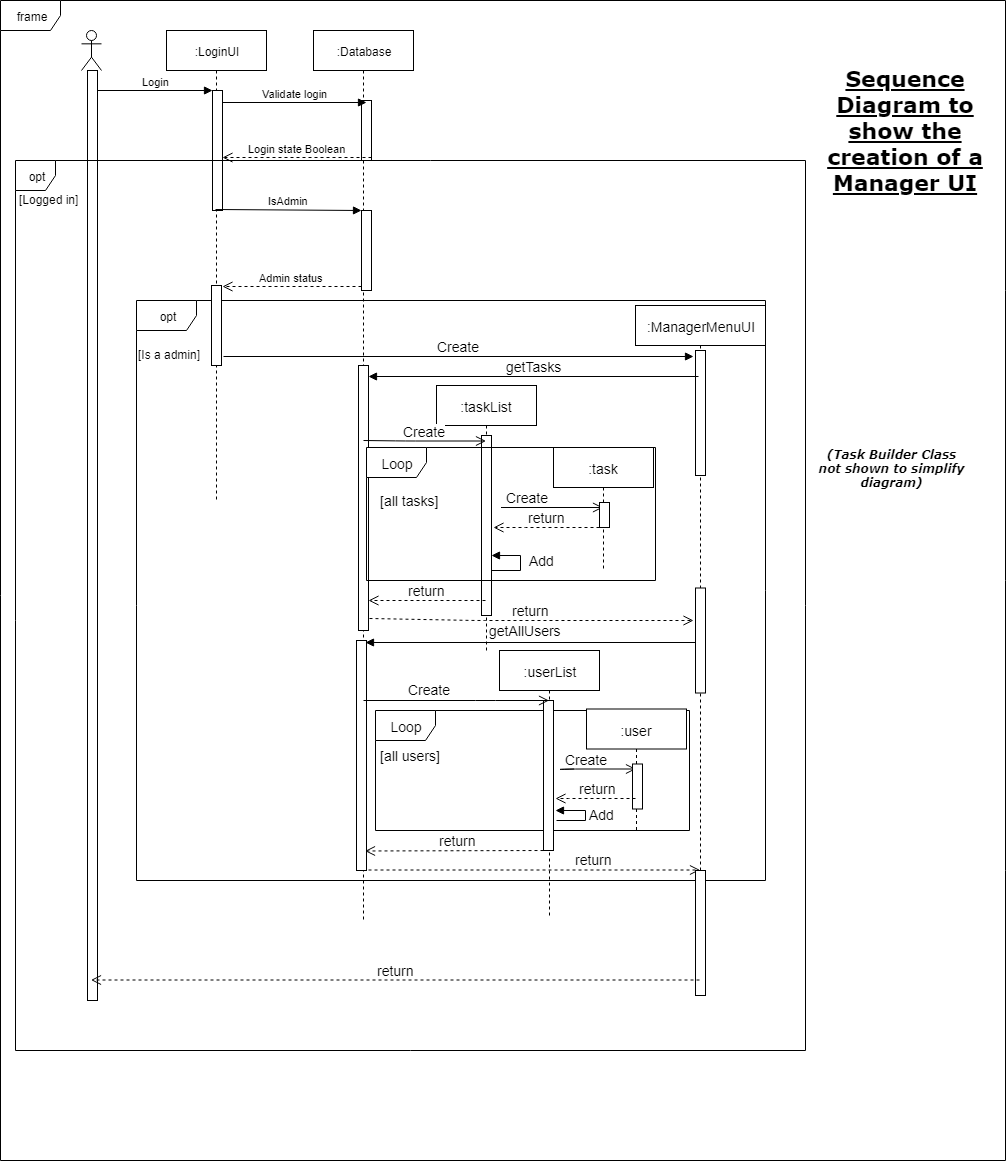 frame
:LoginUI
:Database
Sequence
Diagram to
show the
creation of a
Manager UI
Login
Validate login
Login state Boolean
opt
[Logged in]
IsAdmin
Admin status
opt
:ManagerMenuUI
[Is a admin]
Create
getTasks
:taskList
Create
(Task Builder Class
not shown to simplify
diagram)
Loop
:task
[all tasks]
Create
return
Add
return
return
getAllUsers
:userList
Create
Loop
:user
[all users]
Create
return
Add
return
return
return